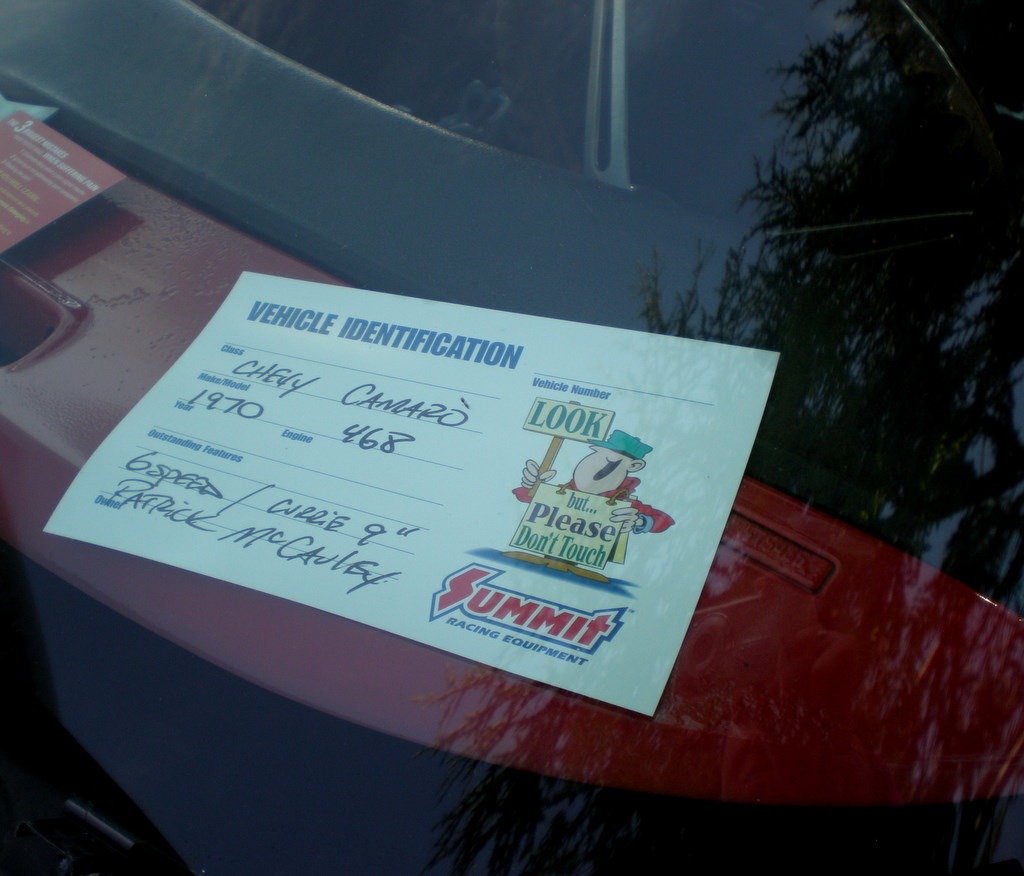 VEHICLE IDENTIFICATION
Class
CHEVY CAMARO
Make/Model
1970 468
Year Engine
Outstanding Features
6 SPEED / CURRIE 9"
PATRICK McCAULEY
Owner
Vehicle Number
LOOK
but...
Please
Don't Touch
SUMMIT
RACING EQUIPMENT
3